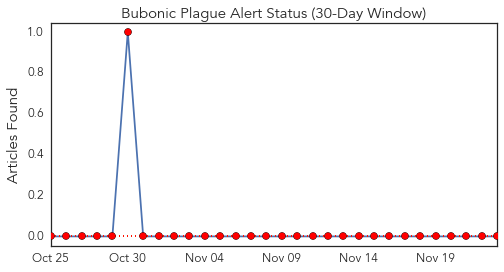 Bubonic Plague Alert Status (30-Day Window)
Articles Found
1.0
0.8
0.6
0.4
0.2
0.0
Oct 25 Oct 30 Nov 04 Nov 09 Nov 14 Nov 19